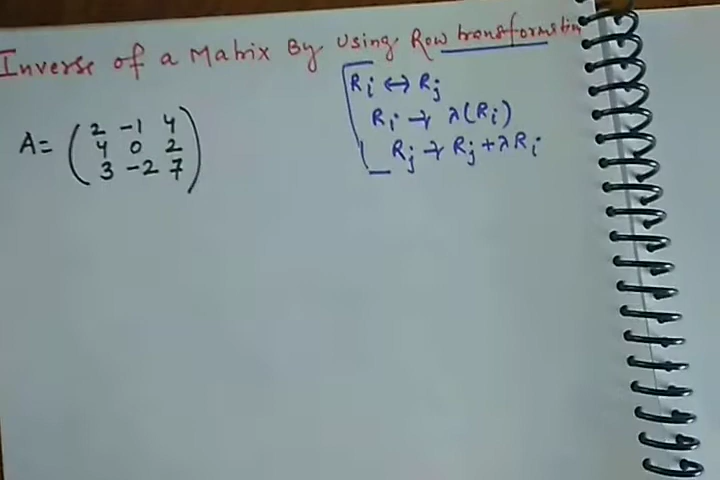 Inverse of a Matrix By Using Row transformation
Ri ↔ Rj
Ri → λ(Ri)
Rj → Rj + λRi
A = ( 2 -1 4
4 0 2
3 -2 7 )